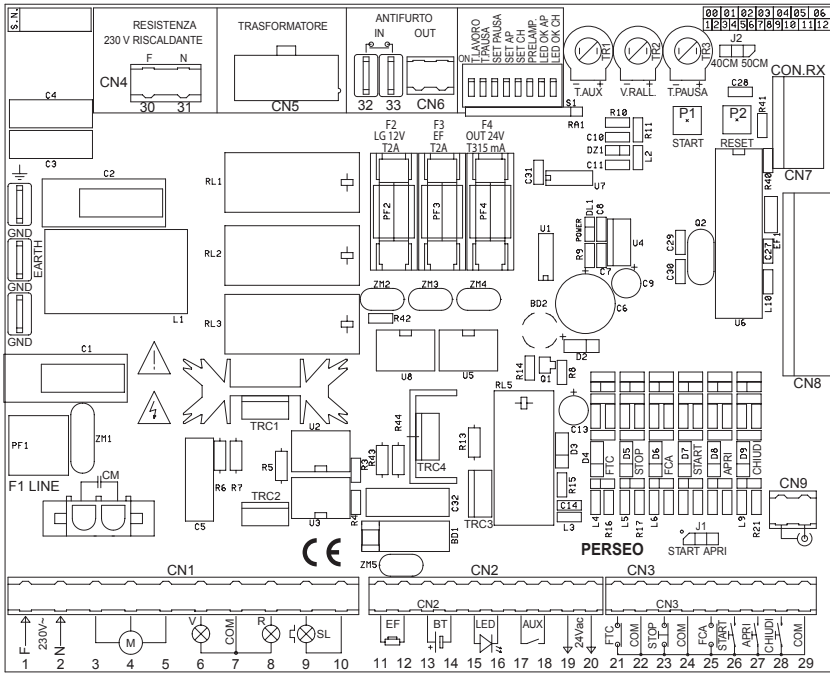 S.N.
RESISTENZA
230 V RISCALDANTE
F N
CN4
30 31
TRASFORMATORE
CN5
ANTIFURTO
IN OUT
32 33 CN6
ON
T.LAVORO
T.PAUSA
SET PAUSA
SET AP
SET CH
PRELAMP.
LED OK AP
LED OK CH
S1
RA1
TR1
TR2
TR3
T.AUX V.RALL. T.PAUSA
- + - + - +
00 01 02 03 04 05 06
1 2 3 4 5 6 7 8 9 10 11 12
J2
40CM 50CM
C28
CON.RX
CN7
P1
START
P2
RESET
R41
R40
C4
C3
C2
GND
EARTH
GND
GND
L1
C1
RL1
RL2
RL3
F2
LG 12V
T2A
F3
EF
T2A
F4
OUT 24V
T315 mA
PF2
PF3
PF4
R10
C10
R11
DZ1
L2
C11
C31
U7
DL1
C8
POWER
R9
U4
C7
C9
C6
U1
Q2
C29
C30
EF1
C27
L10
U6
CN8
ZM2 ZM3 ZM4
R42
BD2
D2
U8
U5
R14
Q1
R8
RL5
C13
PF1
F1 LINE
ZM1
CM
TRC1
U2
R5
R3
R6
R7
C5
TRC2
U3
R4
R43
R44
TRC4
R13
C32
TRC3
BD1
ZM5
D3
R15
C14
L3
D4
FTC
D5
STOP
D6
FCA
D7
START
D8
APRI
D9
CHIUD
L4
R16
L5
R17
L6
L9
R21
CN9
J1
START APRI
PERSEO
CE
CN1
CN2
CN2
CN3
CN3
F
230V~
N
M
V
COM
R
SL
EF
BT
+
LED
AUX
24Vac
FTC
COM
STOP
COM
FCA
START
APRI
CHIUDI
COM
1 2 3 4 5 6 7 8 9 10 11 12 13 14 15 16 17 18 19 20 21 22 23 24 25 26 27 28 29